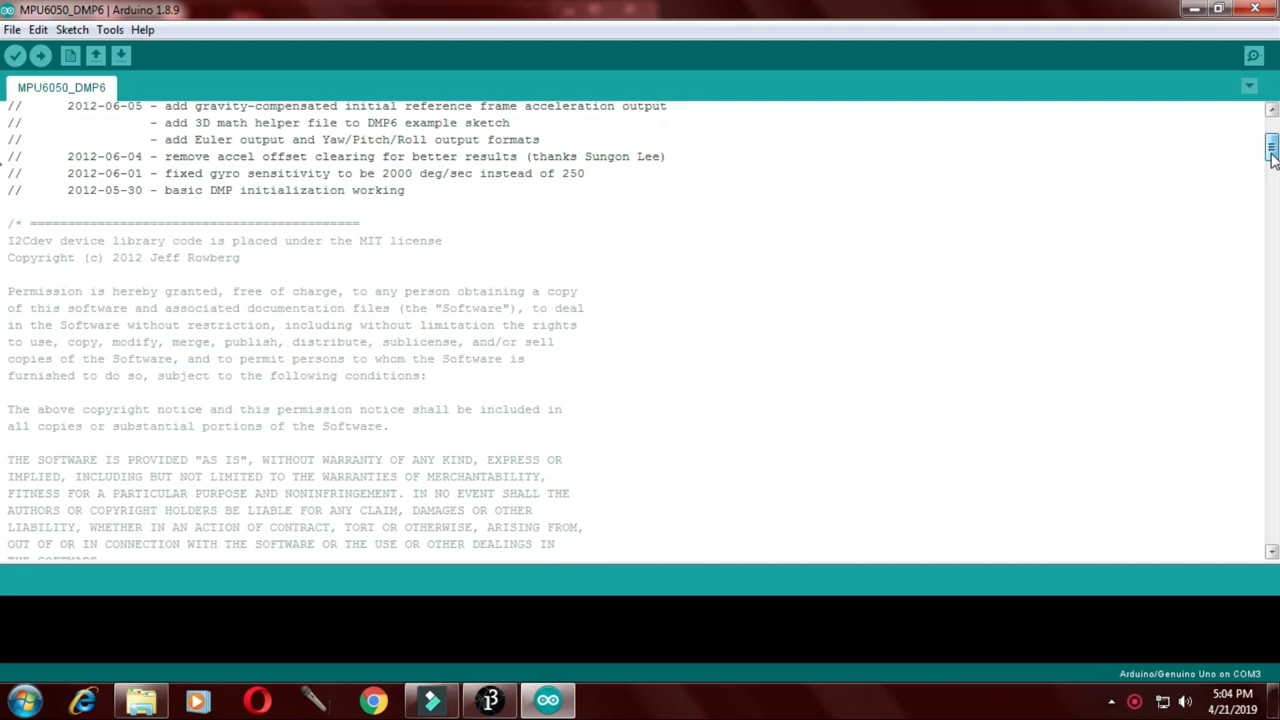 MPU6050_DMP6 | Arduino 1.8.9
File Edit Sketch Tools Help
MPU6050_DMP6
//      2012-06-05 - add gravity-compensated initial reference frame acceleration output
//                 - add 3D math helper file to DMP6 example sketch
//                 - add Euler output and Yaw/Pitch/Roll output formats
//      2012-06-04 - remove accel offset clearing for better results (thanks Sungon Lee)
//      2012-06-01 - fixed gyro sensitivity to be 2000 deg/sec instead of 250
//      2012-05-30 - basic DMP initialization working
/* ============================================
I2Cdev device library code is placed under the MIT license
Copyright (c) 2012 Jeff Rowberg
Permission is hereby granted, free of charge, to any person obtaining a copy
of this software and associated documentation files (the "Software"), to deal
in the Software without restriction, including without limitation the rights
to use, copy, modify, merge, publish, distribute, sublicense, and/or sell
copies of the Software, and to permit persons to whom the Software is
furnished to do so, subject to the following conditions:
The above copyright notice and this permission notice shall be included in
all copies or substantial portions of the Software.
THE SOFTWARE IS PROVIDED "AS IS", WITHOUT WARRANTY OF ANY KIND, EXPRESS OR
IMPLIED, INCLUDING BUT NOT LIMITED TO THE WARRANTIES OF MERCHANTABILITY,
FITNESS FOR A PARTICULAR PURPOSE AND NONINFRINGEMENT. IN NO EVENT SHALL THE
AUTHORS OR COPYRIGHT HOLDERS BE LIABLE FOR ANY CLAIM, DAMAGES OR OTHER
LIABILITY, WHETHER IN AN ACTION OF CONTRACT, TORT OR OTHERWISE, ARISING FROM,
OUT OF OR IN CONNECTION WITH THE SOFTWARE OR THE USE OR OTHER DEALINGS IN
Arduino/Genuino Uno on COM3
5:04 PM
4/21/2019